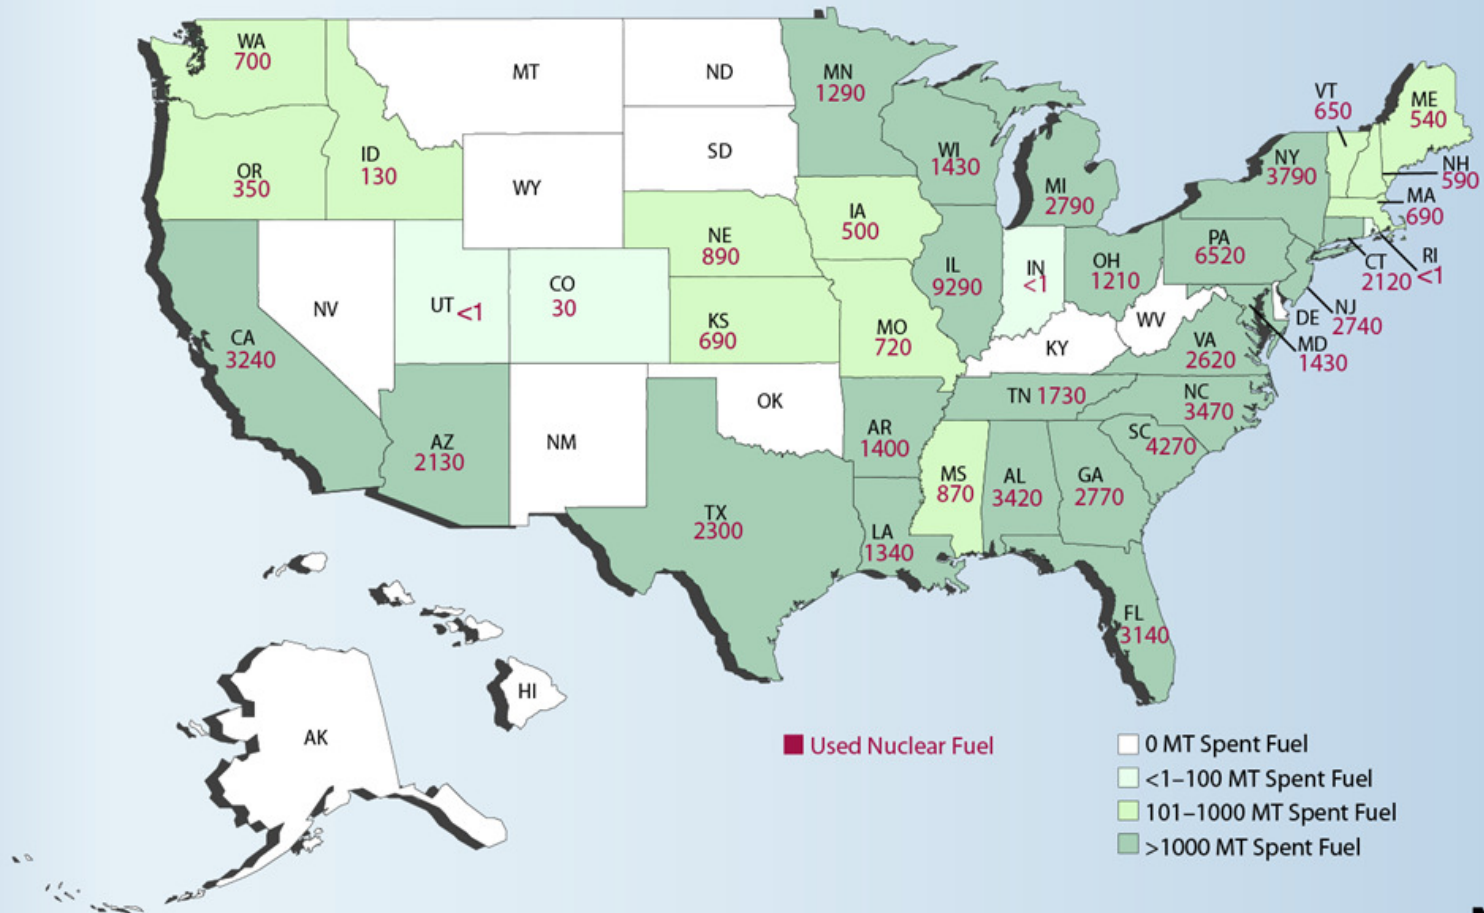 WA
700
MT
ND
MN
1290
VT
650
ME
540
OR
350
ID
130
SD
WY
WI
1430
MI
2790
NY
3790
NH
590
MA
690
NE
890
IA
500
IL
9290
IN
<1
OH
1210
PA
6520
CT
2120
RI
<1
NV
UT <1
CO
30
CA
3240
KS
690
MO
720
KY
WV
VA
2620
DE
NJ
2740
MD
1430
AZ
2130
NM
OK
AR
1400
TN 1730
NC
3470
SC
4270
MS
870
AL
3420
GA
2770
TX
2300
LA
1340
FL
3140
HI
AK
Used Nuclear Fuel
0 MT Spent Fuel
<1–100 MT Spent Fuel
101–1000 MT Spent Fuel
>1000 MT Spent Fuel